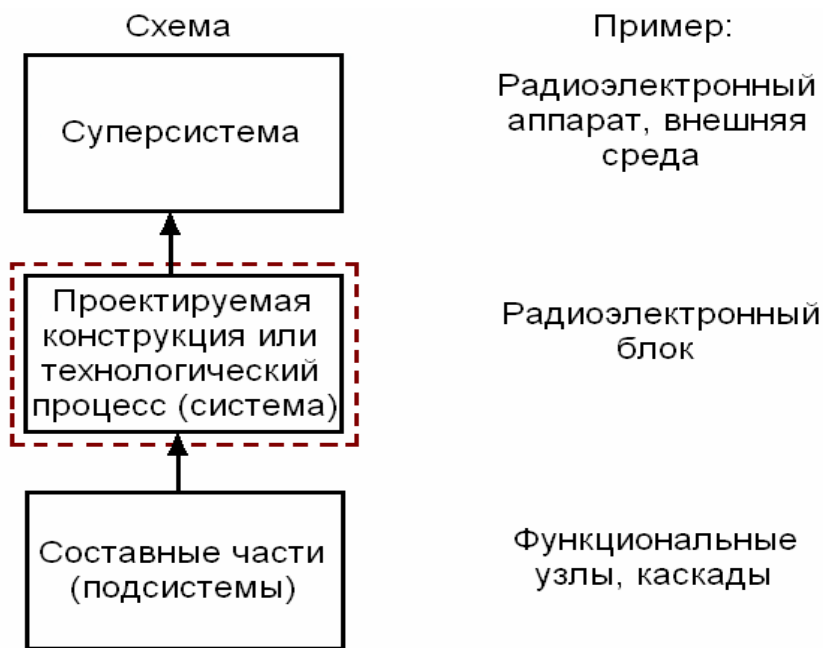 Схема
Пример:
Суперсистема
Радиоэлектронный
аппарат, внешняя
среда
Проектируемая
конструкция или
технологический
процесс (система)
Радиоэлектронный
блок
Составные части
(подсистемы)
Функциональные
узлы, каскады